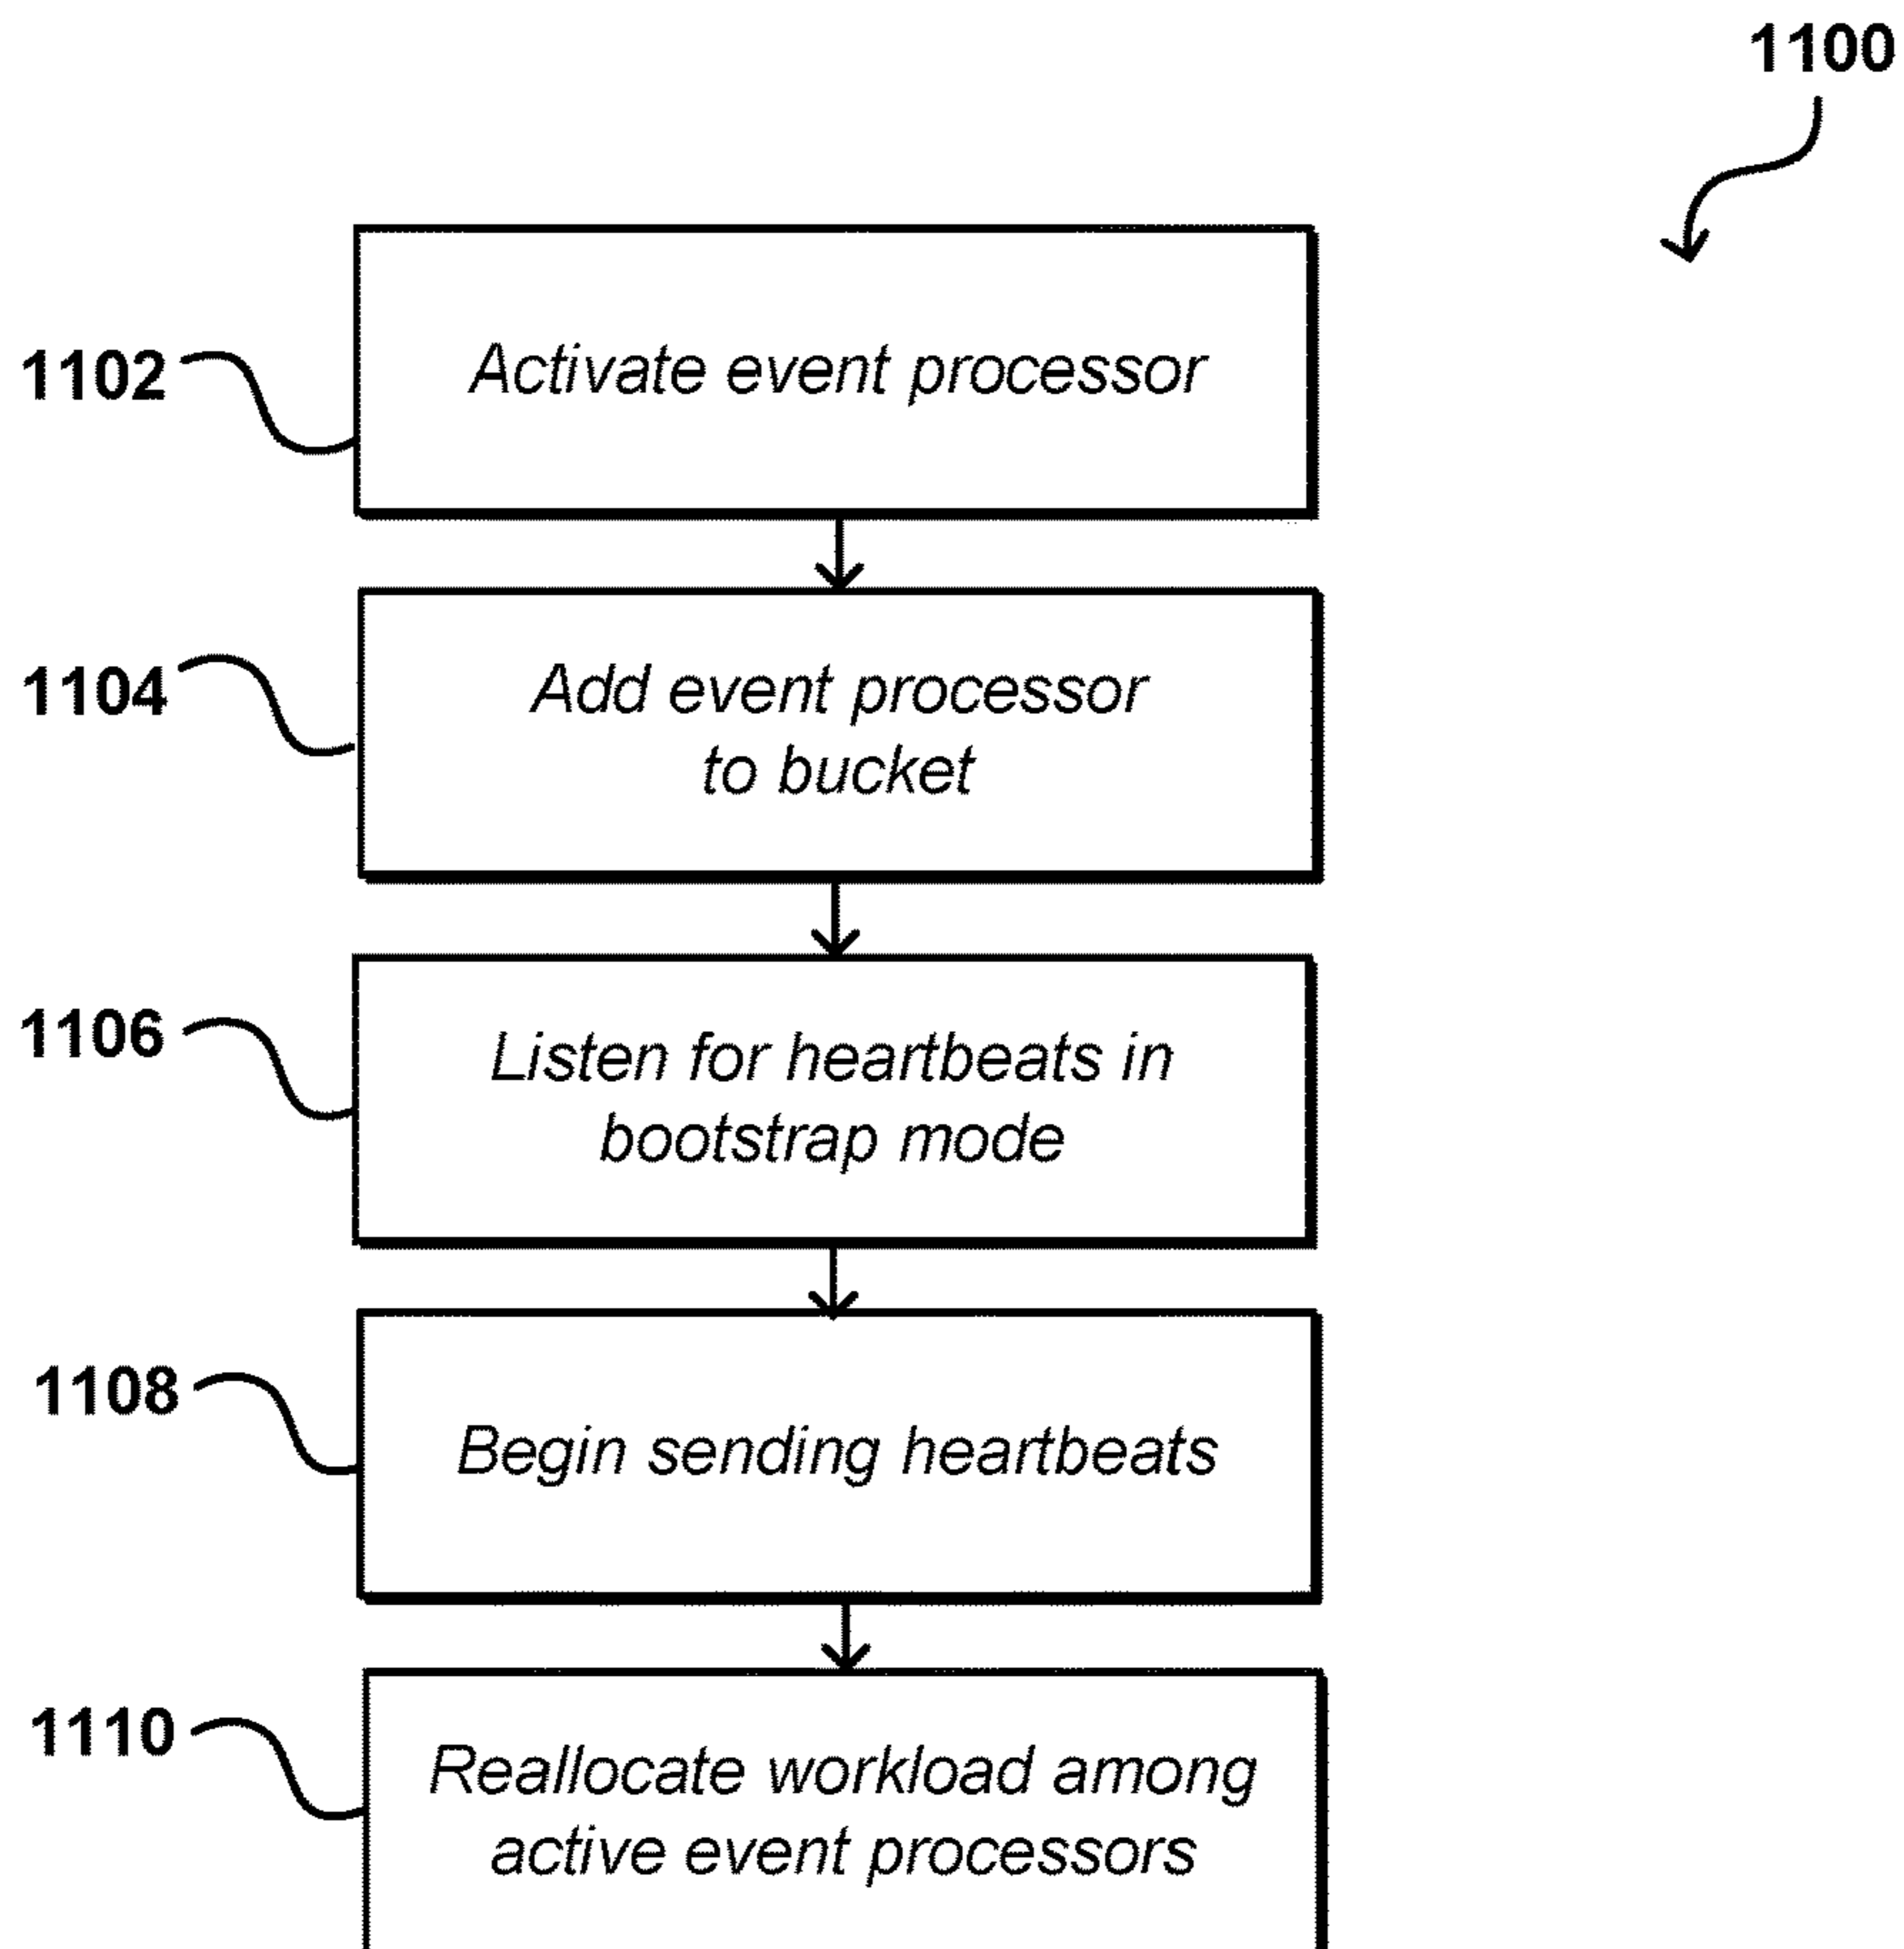 1100
1102
Activate event processor
1104
Add event processor
to bucket
1106
Listen for heartbeats in
bootstrap mode
1108
Begin sending heartbeats
1110
Reallocate workload among
active event processors